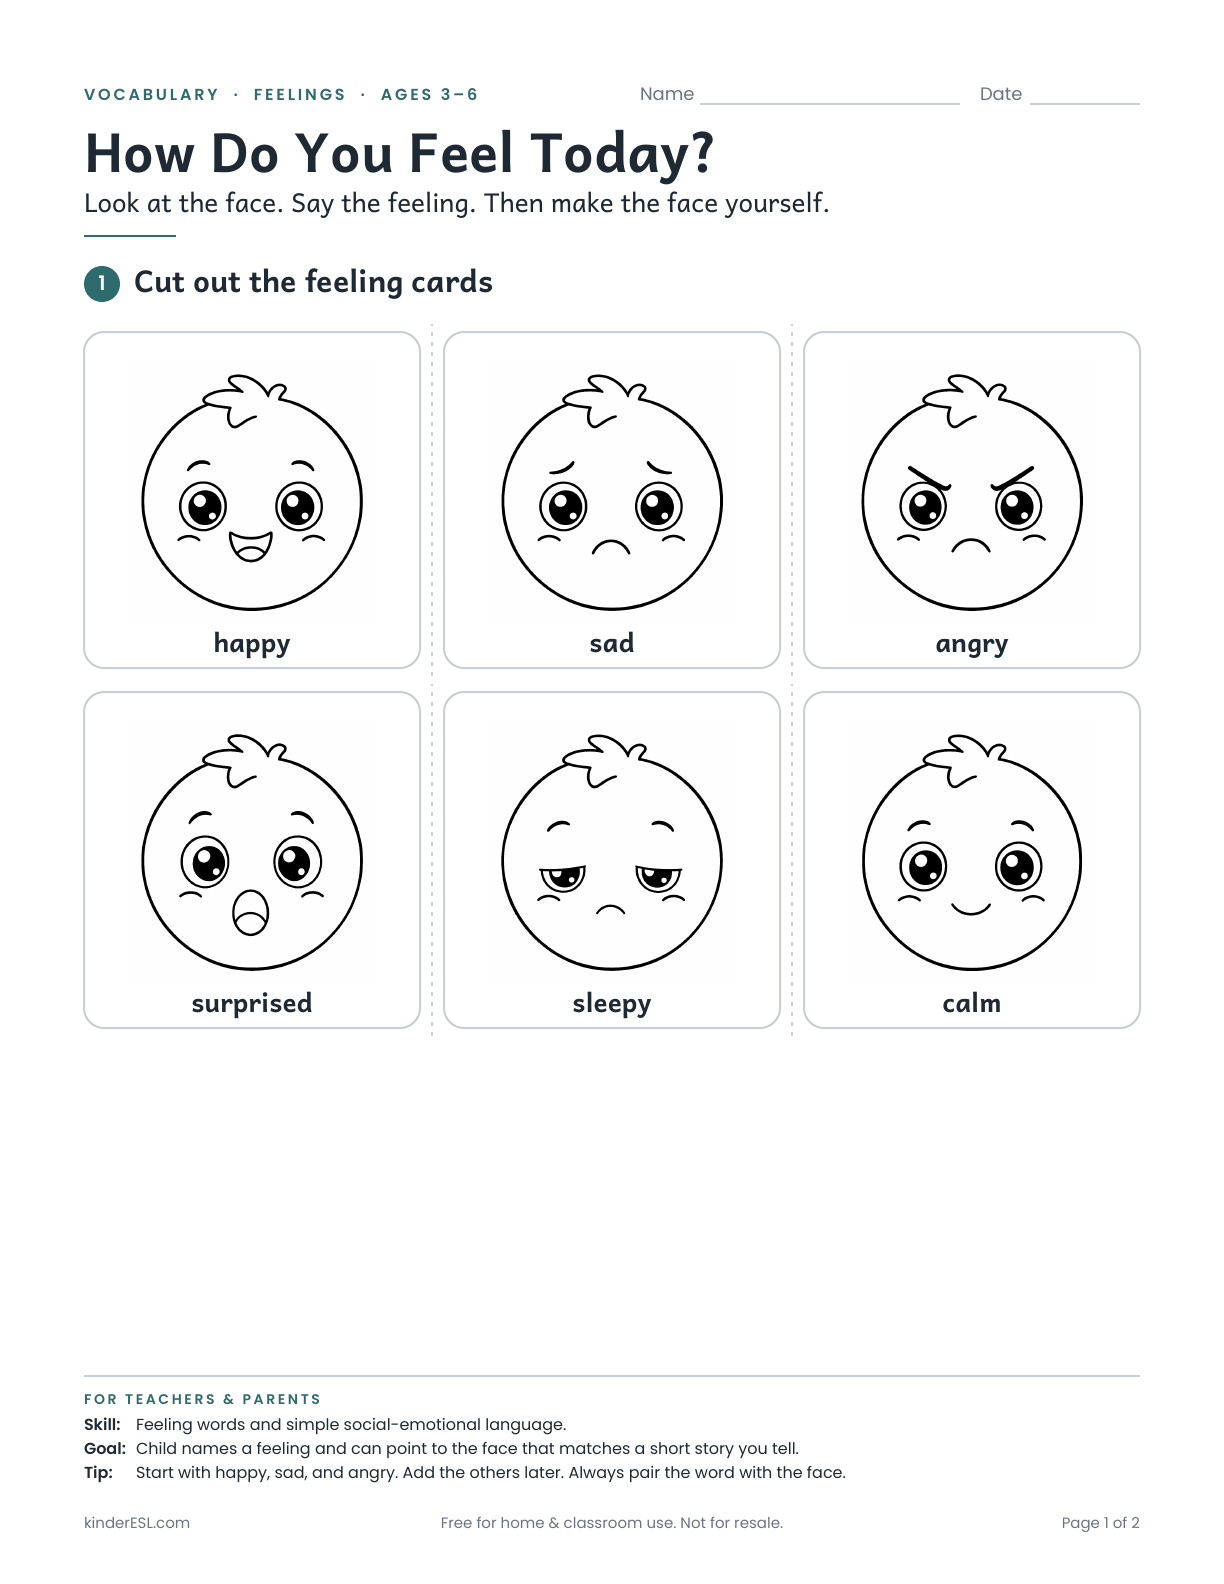 VOCABULARY · FEELINGS · AGES 3–6
Name
Date
How Do You Feel Today?
Look at the face. Say the feeling. Then make the face yourself.
1 Cut out the feeling cards
happy
sad
angry
surprised
sleepy
calm
FOR TEACHERS & PARENTS
Skill: Feeling words and simple social-emotional language.
Goal: Child names a feeling and can point to the face that matches a short story you tell.
Tip: Start with happy, sad, and angry. Add the others later. Always pair the word with the face.
kinderESL.com
Free for home & classroom use. Not for resale.
Page 1 of 2